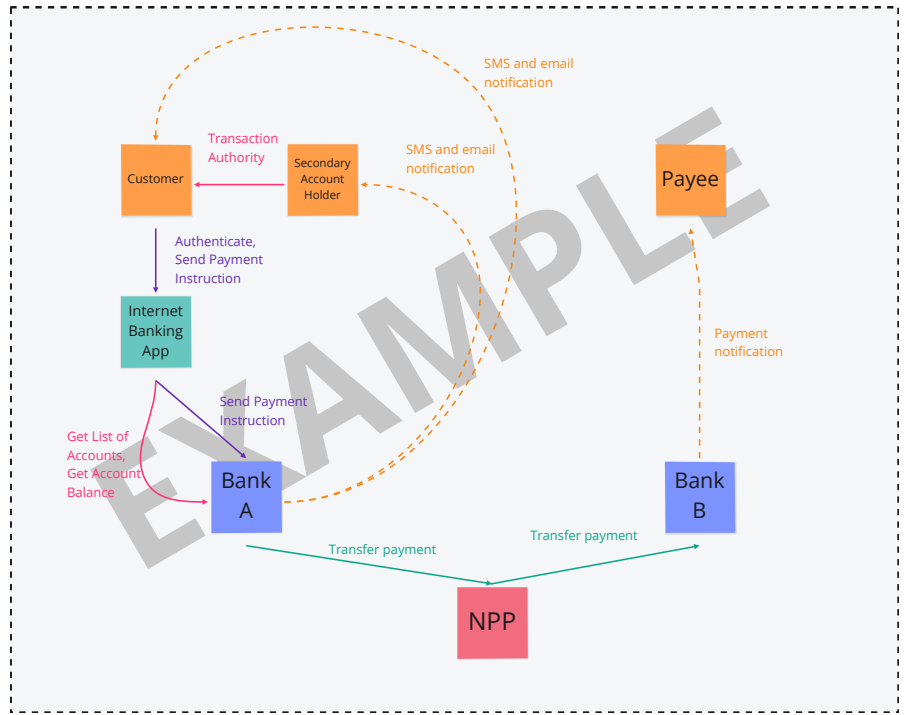 SMS and email
notification
Transaction
Authority
SMS and email
notification
Customer
Secondary
Account
Holder
Payee
Authenticate,
Send Payment
Instruction
Internet
Banking
App
Payment
notification
Send Payment
Instruction
Get List of
Accounts,
Get Account
Balance
Bank
A
Bank
B
Transfer payment
Transfer payment
NPP
EXAMPLE